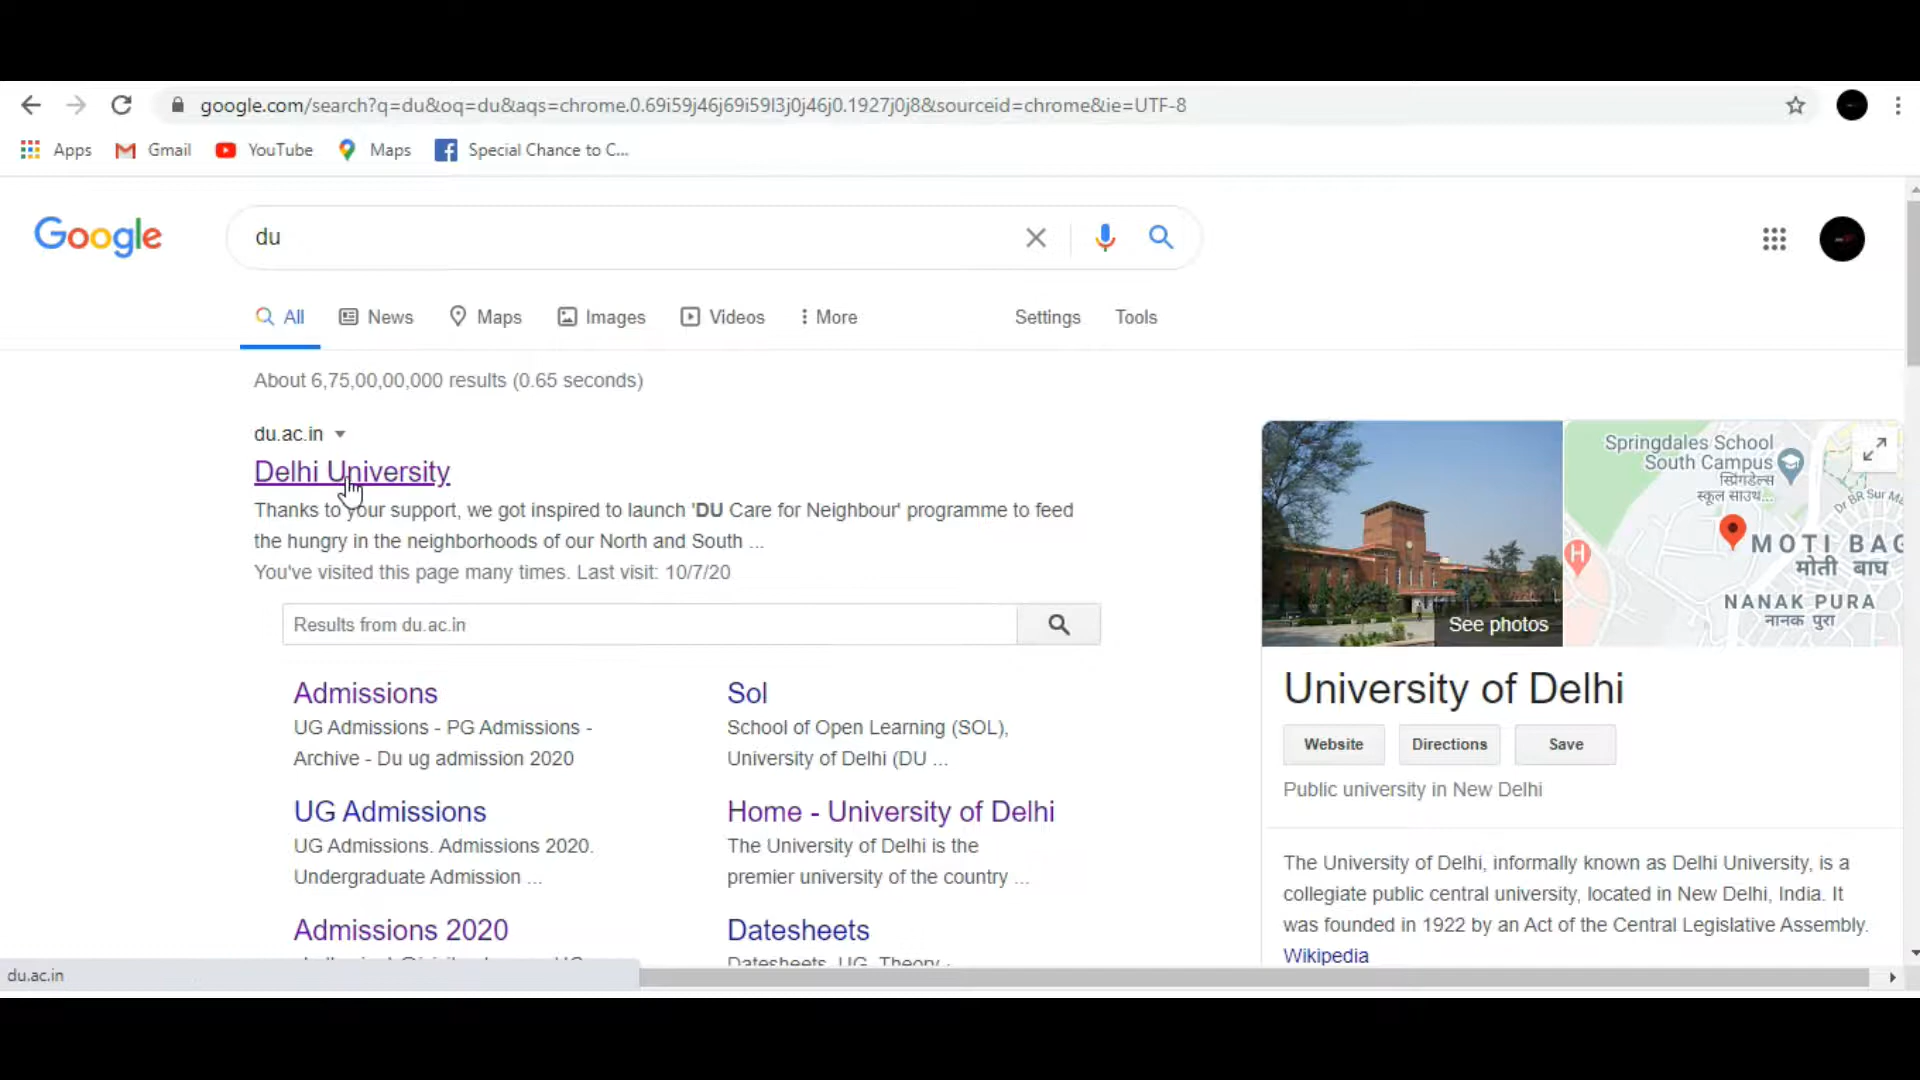 google.com/search?q=du&oq=du&aqs=chrome.0.69i59j46j69i59l3j0j46j0.1927j0j8&sourceid=chrome&ie=UTF-8
Apps Gmail YouTube Maps Special Chance to C...
Google
du
All News Maps Images Videos More Settings Tools
About 6,75,00,00,000 results (0.65 seconds)
du.ac.in
Delhi University
Thanks to your support, we got inspired to launch 'DU Care for Neighbour' programme to feed
the hungry in the neighborhoods of our North and South ...
You've visited this page many times. Last visit: 10/7/20
Results from du.ac.in
Admissions
UG Admissions - PG Admissions -
Archive - Du ug admission 2020
Sol
School of Open Learning (SOL),
University of Delhi (DU ...
UG Admissions
UG Admissions. Admissions 2020.
Undergraduate Admission ...
Home - University of Delhi
The University of Delhi is the
premier university of the country ...
Admissions 2020
Datesheets
Datesheets. UG. Theory.
du.ac.in
See photos
Springdales School
South Campus
स्प्रिंगडेल्स
स्कूल साउथ...
Dr BR Sur Ma
H
MOTI BAG
मोती बाघ
NANAK PURA
नानक पुरा
University of Delhi
Website Directions Save
Public university in New Delhi
The University of Delhi, informally known as Delhi University, is a
collegiate public central university, located in New Delhi, India. It
was founded in 1922 by an Act of the Central Legislative Assembly.
Wikipedia